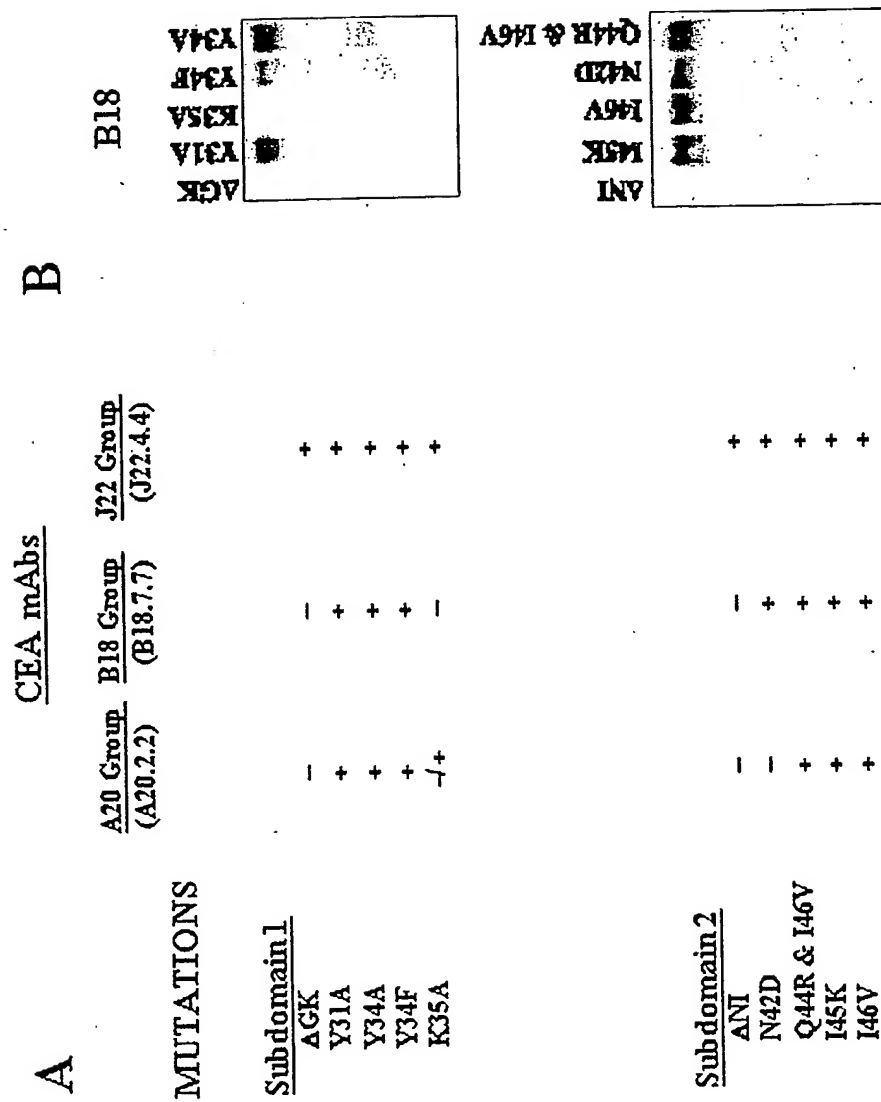 A
CEA mAbs
A20 Group B18 Group J22 Group
(A20.2.2) (B18.7.7) (J22.4.4)
MUTATIONS
Subdomain 1
ΔGK − − +
Y31A + + +
Y34A + + +
Y34F + + +
K35A −/+ − +
Subdomain 2
ΔNI − − +
N42D − + +
Q44R & I46V + + +
I45K + + +
I46V + + +
B
B18
ΔGK Y31A K35A Y34F Y34A
ΔNI I45K I46V N42D Q44R & I46V